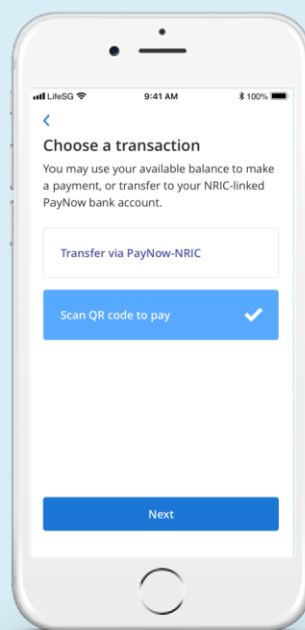 LifeSG 9:41 AM 100%
Choose a transaction
You may use your available balance to make
a payment, or transfer to your NRIC-linked
PayNow bank account.
Transfer via PayNow-NRIC
Scan QR code to pay
Next